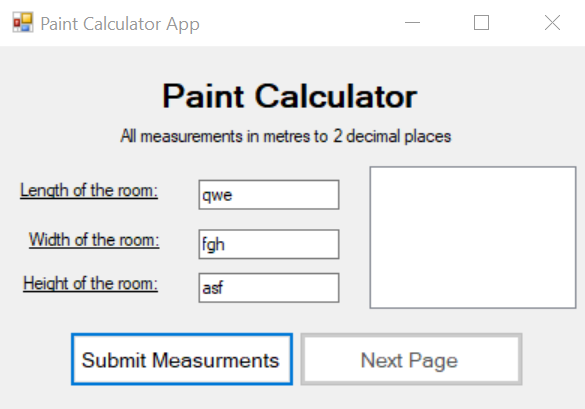 Paint Calculator App
Paint Calculator
All measurements in metres to 2 decimal places
Length of the room: qwe
Width of the room: fgh
Height of the room: asf
Submit Measurments Next Page